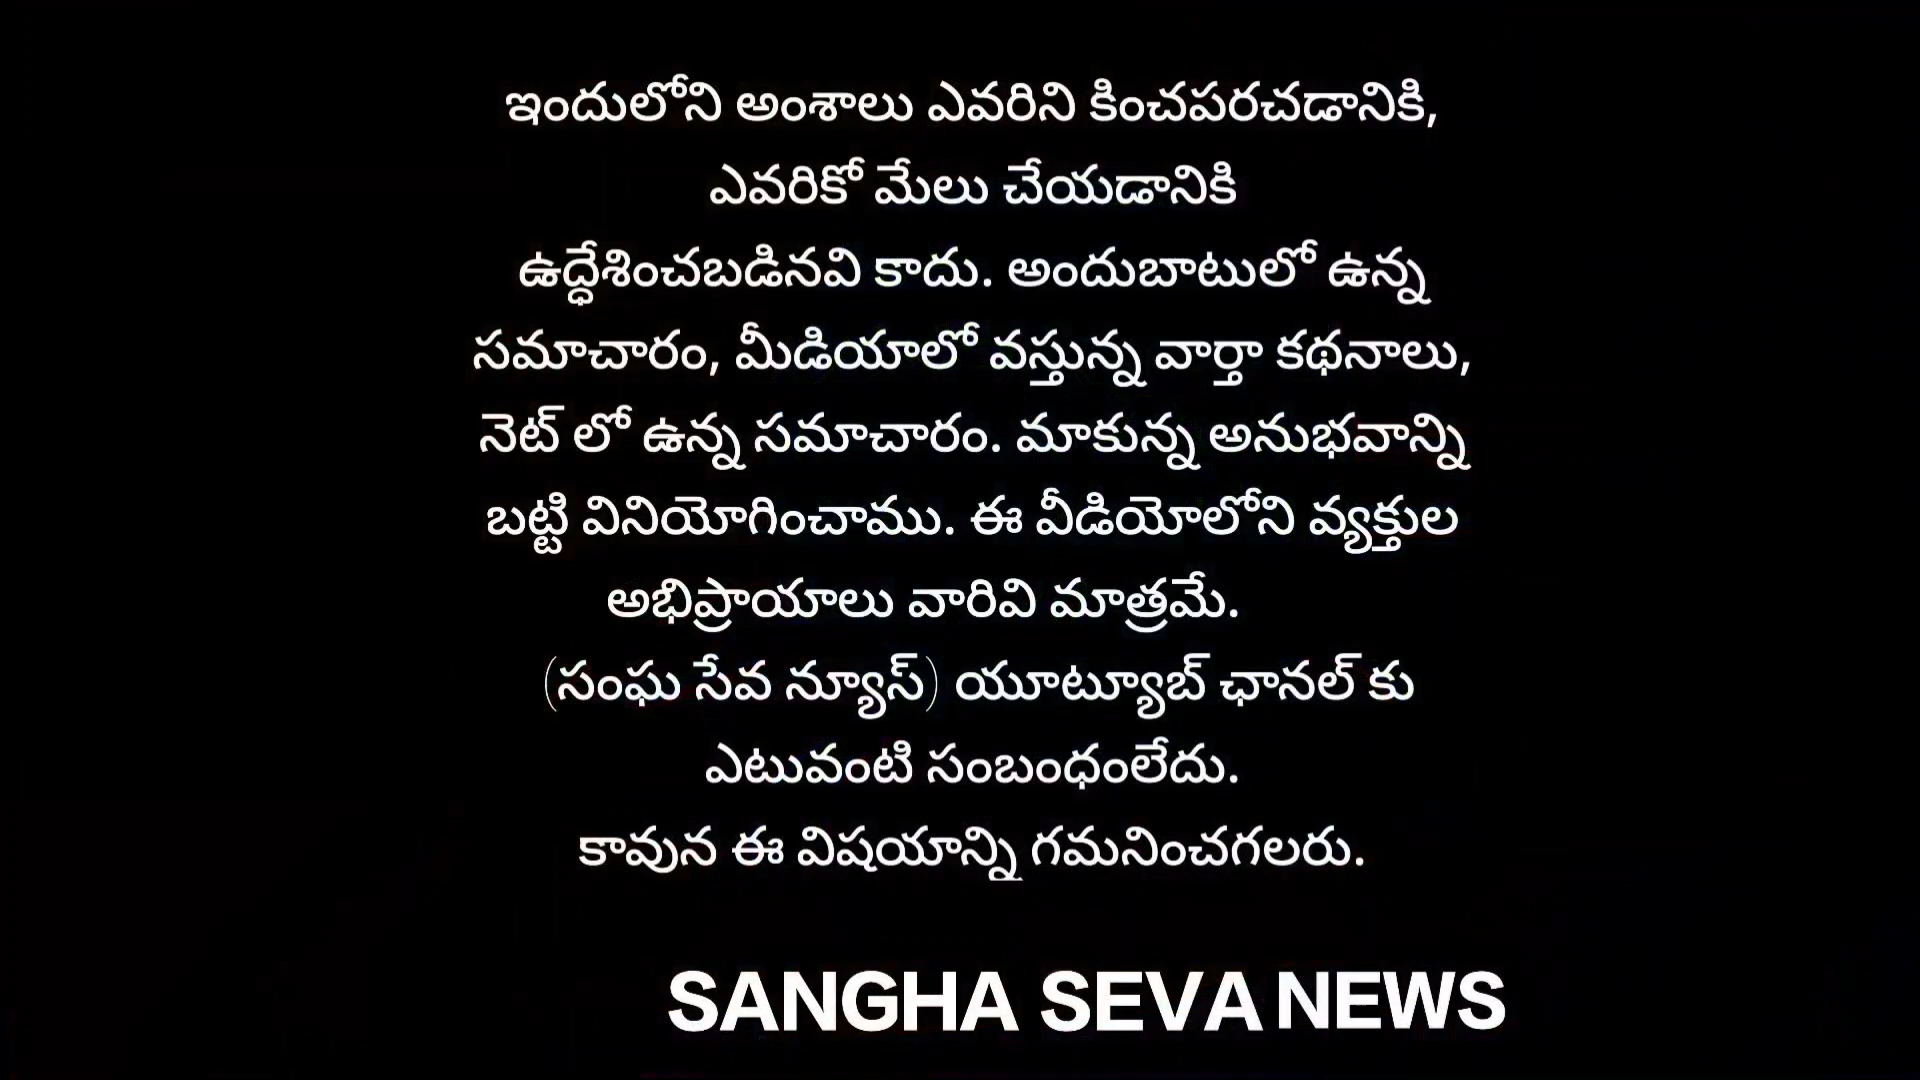 ఇందులోని అంశాలు ఎవరిని కించపరచడానికి,
ఎవరికో మేలు చేయడానికి
ఉద్ధేశించబడినవి కాదు. అందుబాటులో ఉన్న
సమాచారం, మీడియాలో వస్తున్న వార్తా కథనాలు,
నెట్ లో ఉన్న సమాచారం. మాకున్న అనుభవాన్ని
బట్టి వినియోగించాము. ఈ వీడియోలోని వ్యక్తుల
అభిప్రాయాలు వారివి మాత్రమే.
(సంఘ సేవ న్యూస్) యూట్యూబ్ ఛానల్ కు
ఎటువంటి సంబంధంలేదు.
కావున ఈ విషయాన్ని గమనించగలరు.
SANGHA SEVA NEWS